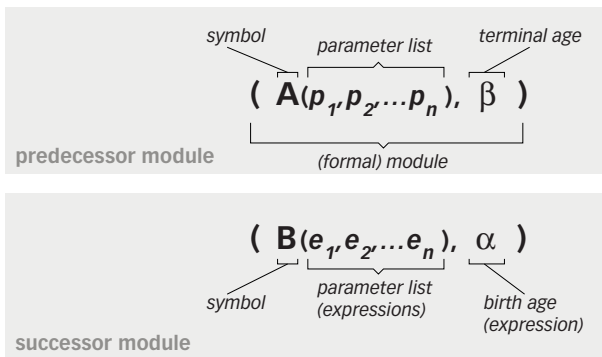 symbol parameter list terminal age
( A(p1,p2,...pn), β )
predecessor module
(formal) module
( B(e1,e2,...en), α )
symbol parameter list (expressions) birth age (expression)
successor module